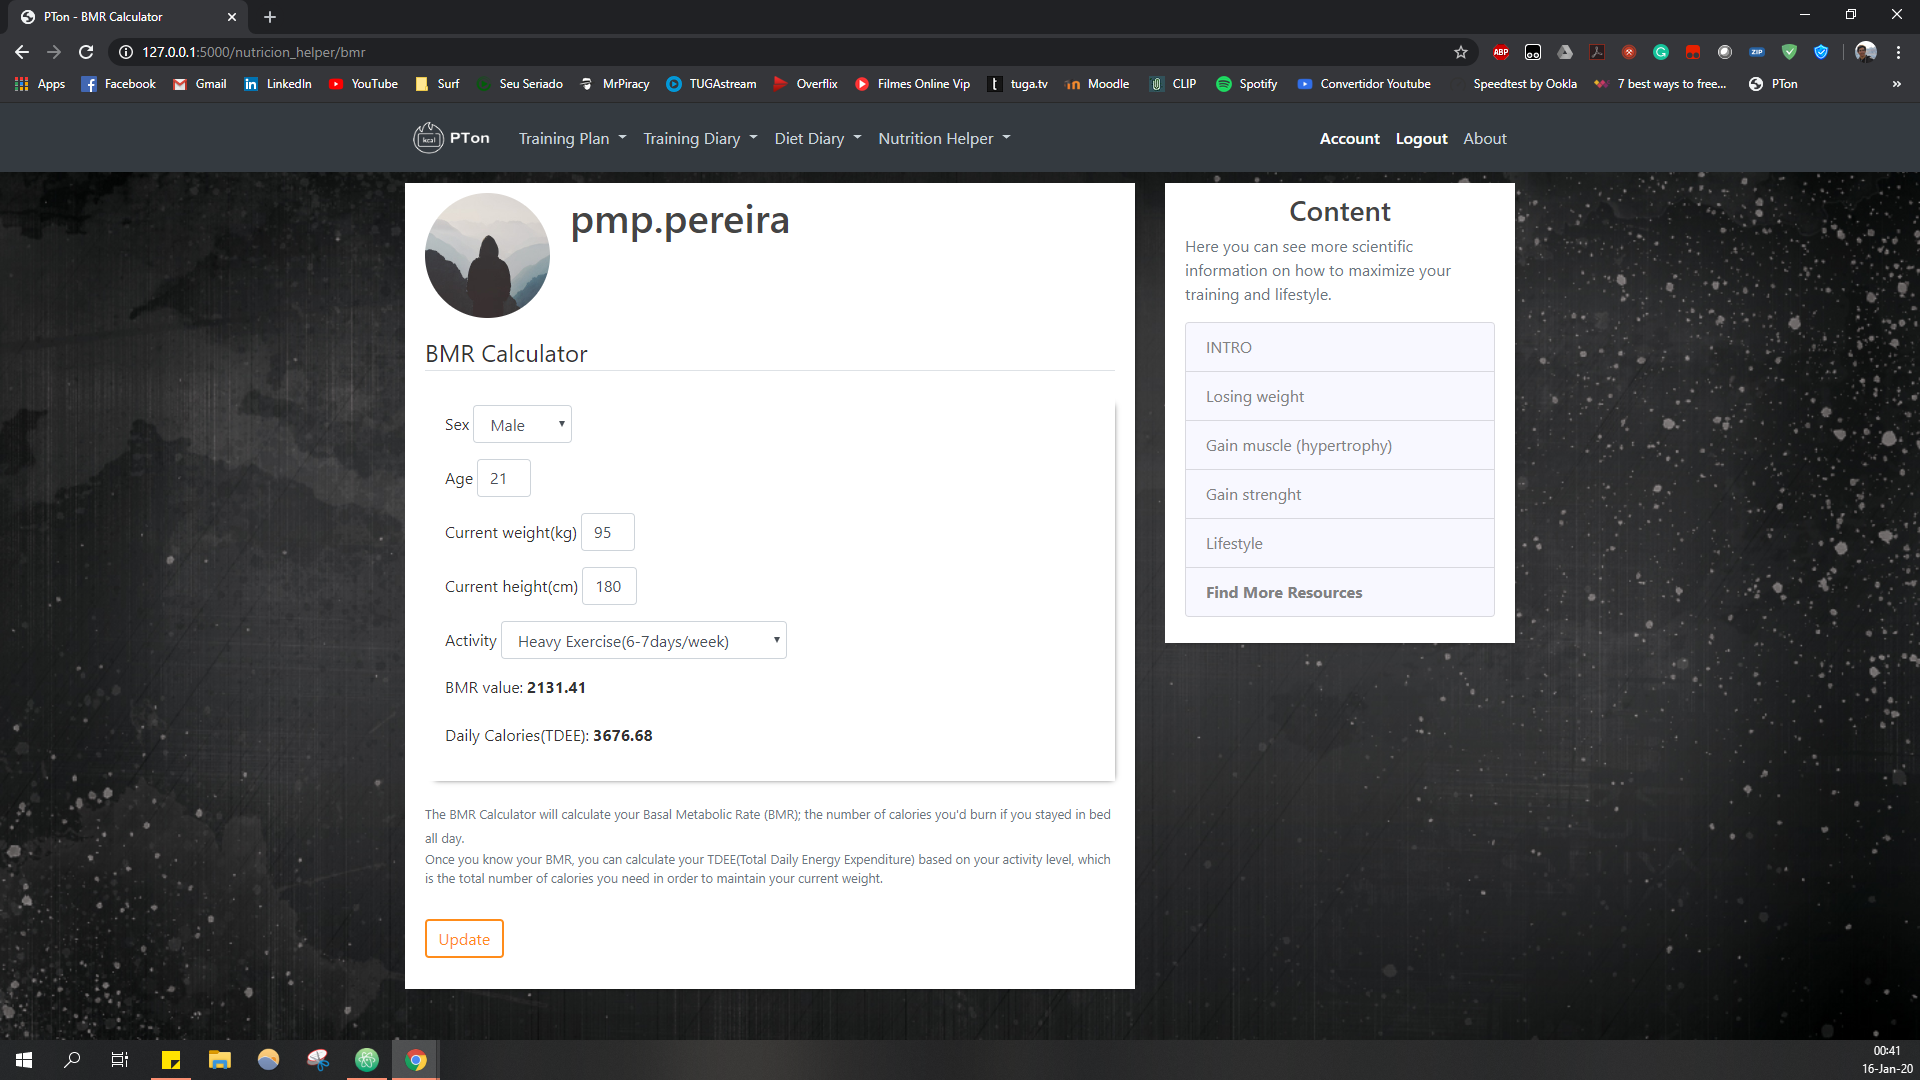 PTon - BMR Calculator
127.0.0.1:5000/nutricion_helper/bmr
ABP
ZIP
Apps Facebook Gmail LinkedIn YouTube Surf Seu Seriado MrPiracy TUGAstream Overflix Filmes Online Vip tuga.tv Moodle CLIP Spotify Convertidor Youtube Speedtest by Ookla 7 best ways to free... PTon »
kcal PTon Training Plan Training Diary Diet Diary Nutrition Helper Account Logout About
pmp.pereira
BMR Calculator
Sex Male
Age 21
Current weight(kg) 95
Current height(cm) 180
Activity Heavy Exercise(6-7days/week)
BMR value: 2131.41
Daily Calories(TDEE): 3676.68
The BMR Calculator will calculate your Basal Metabolic Rate (BMR); the number of calories you'd burn if you stayed in bed
all day.
Once you know your BMR, you can calculate your TDEE(Total Daily Energy Expenditure) based on your activity level, which
is the total number of calories you need in order to maintain your current weight.
Update
Content
Here you can see more scientific
information on how to maximize your
training and lifestyle.
INTRO
Losing weight
Gain muscle (hypertrophy)
Gain strenght
Lifestyle
Find More Resources
00:41
16-Jan-20